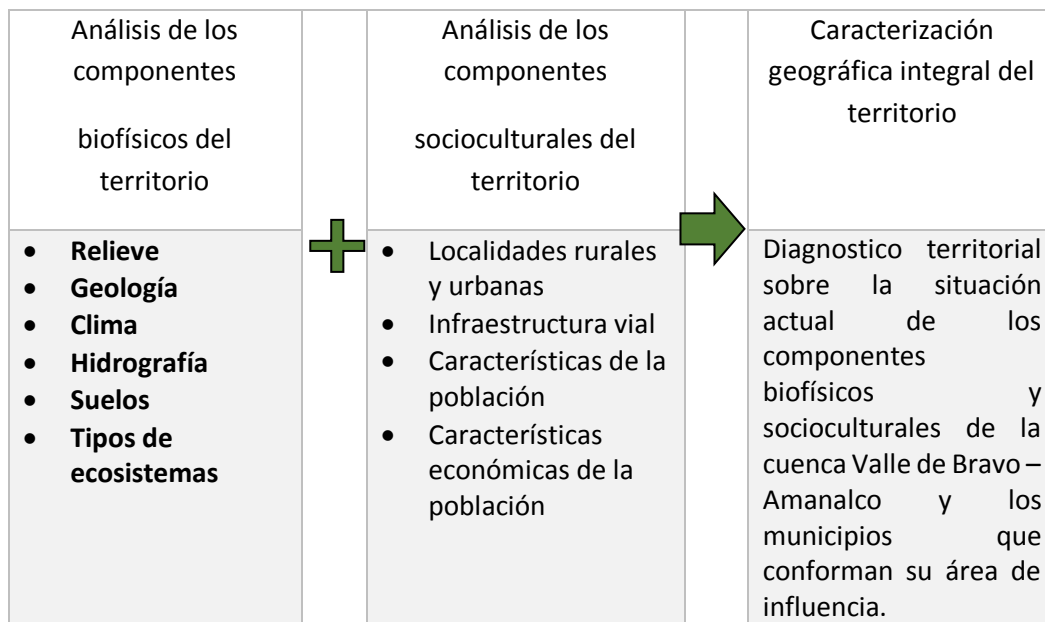 Análisis de los
componentes
biofísicos del
territorio
• Relieve
• Geología
• Clima
• Hidrografía
• Suelos
• Tipos de
ecosistemas
Análisis de los
componentes
socioculturales del
territorio
• Localidades rurales
y urbanas
• Infraestructura vial
• Características de la
población
• Características
económicas de la
población
Caracterización
geográfica integral del
territorio
Diagnostico territorial
sobre la situación
actual de los
componentes
biofísicos y
socioculturales de la
cuenca Valle de Bravo –
Amanalco y los
municipios que
conforman su área de
influencia.